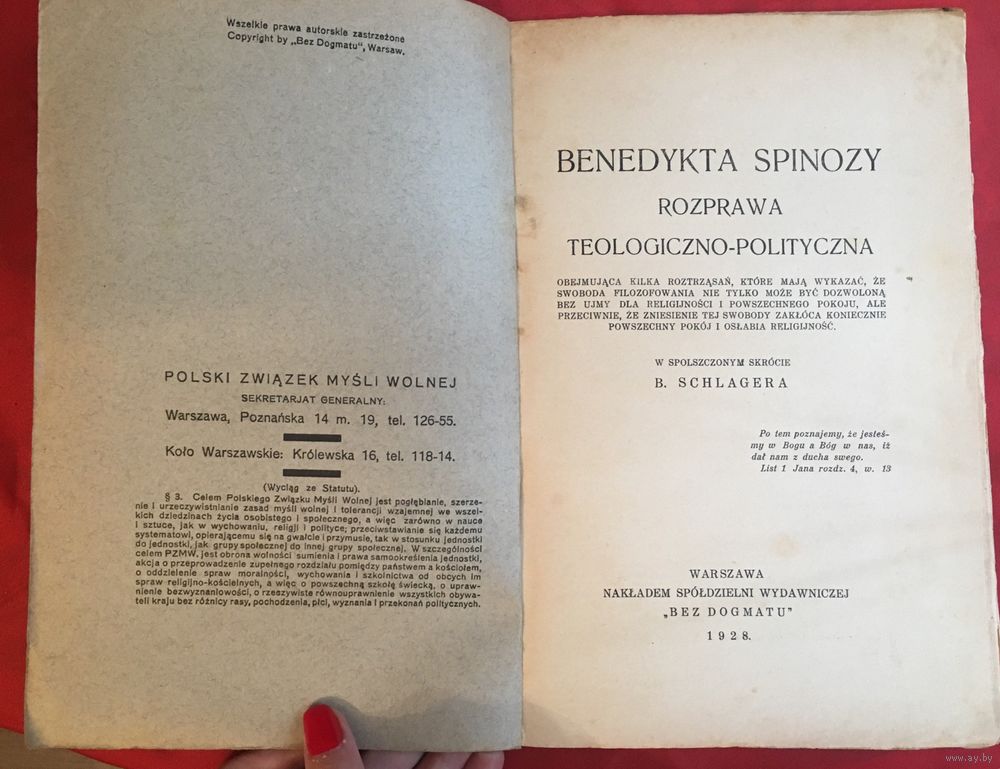 Wszelkie prawa autorskie zastrzeżone
Copyright by „Bez Dogmatu", Warsaw.
POLSKI ZWIĄZEK MYŚLI WOLNEJ
SEKRETARJAT GENERALNY:
Warszawa, Poznańska 14 m. 19, tel. 126-55.
Koło Warszawskie: Królewska 16, tel. 118-14.
(Wyciąg ze Statutu).
§ 3. Celem Polskiego Związku Myśli Wolnej jest pogłębianie, szerze-
nie i urzeczywistnianie zasad myśli wolnej i tolerancji wzajemnej we wszel-
kich dziedzinach życia osobistego i społecznego, a więc zarówno w nauce
i sztuce, jak w wychowaniu, religji i polityce; przeciwstawianie się każdemu
systematowi, opierającemu się na gwałcie i przymusie, tak w stosunku jednostki
do jednostki, jak grupy społecznej do innej grupy społecznej. W szczególności
celem PZMW. jest obrona wolności sumienia i prawa samookreślenia jednostki,
akcja o przeprowadzenie zupełnego rozdziału pomiędzy państwem a kościołem,
o oddzielenie spraw moralności, wychowania i szkolnictwa od obcych im
spraw religijno-kościelnych, a więc o powszechną szkołę świecką, o upraw-
nienie bezwyznaniowości, o rzeczywiste równouprawnienie wszystkich obywa-
teli kraju bez różnicy rasy, pochodzenia, płci, wyznania i przekonań politycznych.
BENEDYKTA SPINOZY
ROZPRAWA
TEOLOGICZNO-POLITYCZNA
OBEJMUJĄCA KILKA ROZTRZĄSAŃ, KTÓRE MAJĄ WYKAZAĆ, ŻE
SWOBODA FILOZOFOWANIA NIE TYLKO MOŻE BYĆ DOZWOLONĄ
BEZ UJMY DLA RELIGIJNOŚCI I POWSZECHNEGO POKOJU, ALE
PRZECIWNIE, ŻE ZNIESIENIE TEJ SWOBODY ZAKŁÓCA KONIECZNIE
POWSZECHNY POKÓJ I OSŁABIA RELIGIJNOŚĆ.
W SPOLSZCZONYM SKRÓCIE
B. SCHLAGERA
Po tem poznajemy, że jesteś-
my w Bogu a Bóg w nas, iż
dał nam z ducha swego.
List 1 Jana rozdz. 4, w. 13
WARSZAWA
NAKŁADEM SPÓŁDZIELNI WYDAWNICZEJ
„BEZ DOGMATU"
1928.
www.ay.by